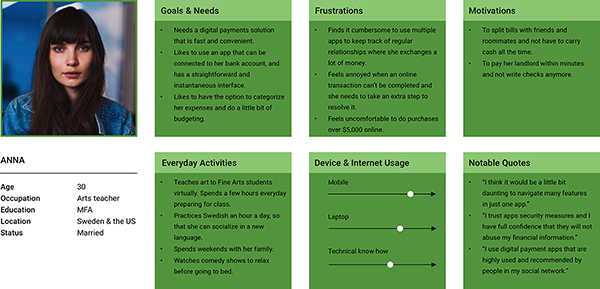 Goals & Needs
• Needs a digital payments solution
that is fast and convenient.
• Likes to use an app that can be
connected to her bank account, and
has a straightforward and
instantaneous interface.
• Likes to have the option to categorize
her expenses and do a little bit of
budgeting.
Frustrations
• Finds it cumbersome to use multiple
apps to keep track of regular
relationships where she exchanges a
lot of money.
• Feels annoyed when an online
transaction can't be completed and
she needs to take an extra step to
resolve it.
• Feels uncomfortable to do purchases
over $5,000 online.
Motivations
• To split bills with friends and
roommates and not have to carry
cash all the time.
• To pay her landlord within minutes
and not write checks anymore.
ANNA
Age 30
Occupation Arts teacher
Education MFA
Location Sweden & the US
Status Married
Everyday Activities
• Teaches art to Fine Arts students
virtually. Spends a few hours everyday
preparing for class.
• Practices Swedish an hour a day, so
that she can socialize in a new
language.
• Spends weekends with her family.
• Watches comedy shows to relax
before going to bed.
Device & Internet Usage
Mobile
Laptop
Technical know-how
Notable Quotes
• "I think it would be a little bit
daunting to navigate many features
in just one app."
• "I trust apps security measures and I
have full confidence that they will not
abuse my financial information."
• "I use digital payment apps that are
highly used and recommended by
people in my social network."